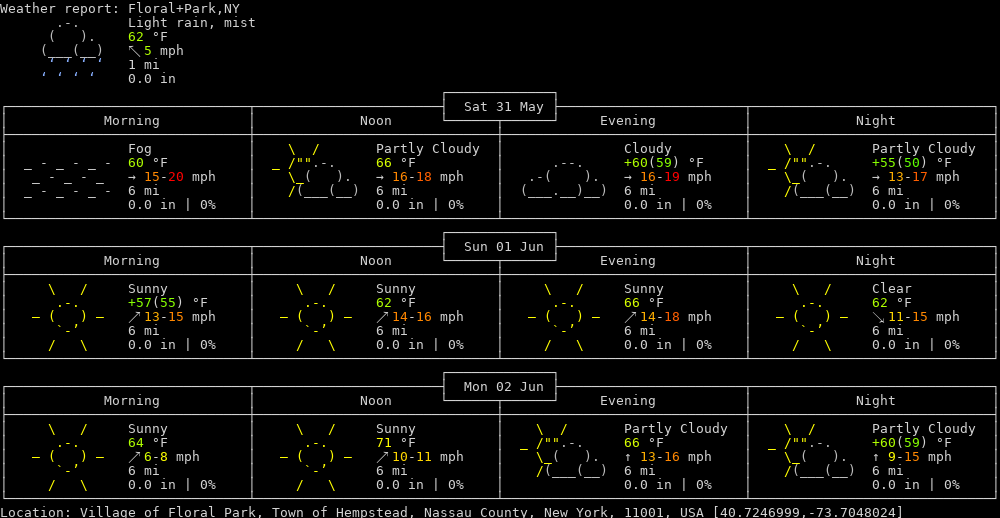 Weather report: Floral+Park,NY
Light rain, mist
62 °F
↖ 5 mph
1 mi
0.0 in
Sat 31 May
Morning Noon Evening Night
Fog Partly Cloudy Cloudy Partly Cloudy
60 °F 66 °F +60(59) °F +55(50) °F
→ 15-20 mph → 16-18 mph → 16-19 mph → 13-17 mph
6 mi 6 mi 6 mi 6 mi
0.0 in | 0% 0.0 in | 0% 0.0 in | 0% 0.0 in | 0%
Sun 01 Jun
Morning Noon Evening Night
Sunny Sunny Sunny Clear
+57(55) °F 62 °F 66 °F 62 °F
↗ 13-15 mph ↗ 14-16 mph ↗ 14-18 mph ↘ 11-15 mph
6 mi 6 mi 6 mi 6 mi
0.0 in | 0% 0.0 in | 0% 0.0 in | 0% 0.0 in | 0%
Mon 02 Jun
Morning Noon Evening Night
Sunny Sunny Partly Cloudy Partly Cloudy
64 °F 71 °F 66 °F +60(59) °F
↗ 6-8 mph ↗ 10-11 mph ↑ 13-16 mph ↑ 9-15 mph
6 mi 6 mi 6 mi 6 mi
0.0 in | 0% 0.0 in | 0% 0.0 in | 0% 0.0 in | 0%
Location: Village of Floral Park, Town of Hempstead, Nassau County, New York, 11001, USA [40.7246999,-73.7048024]